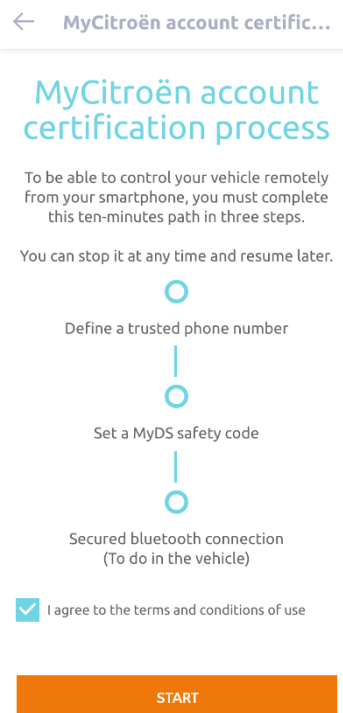 MyCitroën account certific...
MyCitroën account
certification process
To be able to control your vehicle remotely
from your smartphone, you must complete
this ten-minutes path in three steps.
You can stop it at any time and resume later.
Define a trusted phone number
Set a MyDS safety code
Secured bluetooth connection
(To do in the vehicle)
I agree to the terms and conditions of use
START